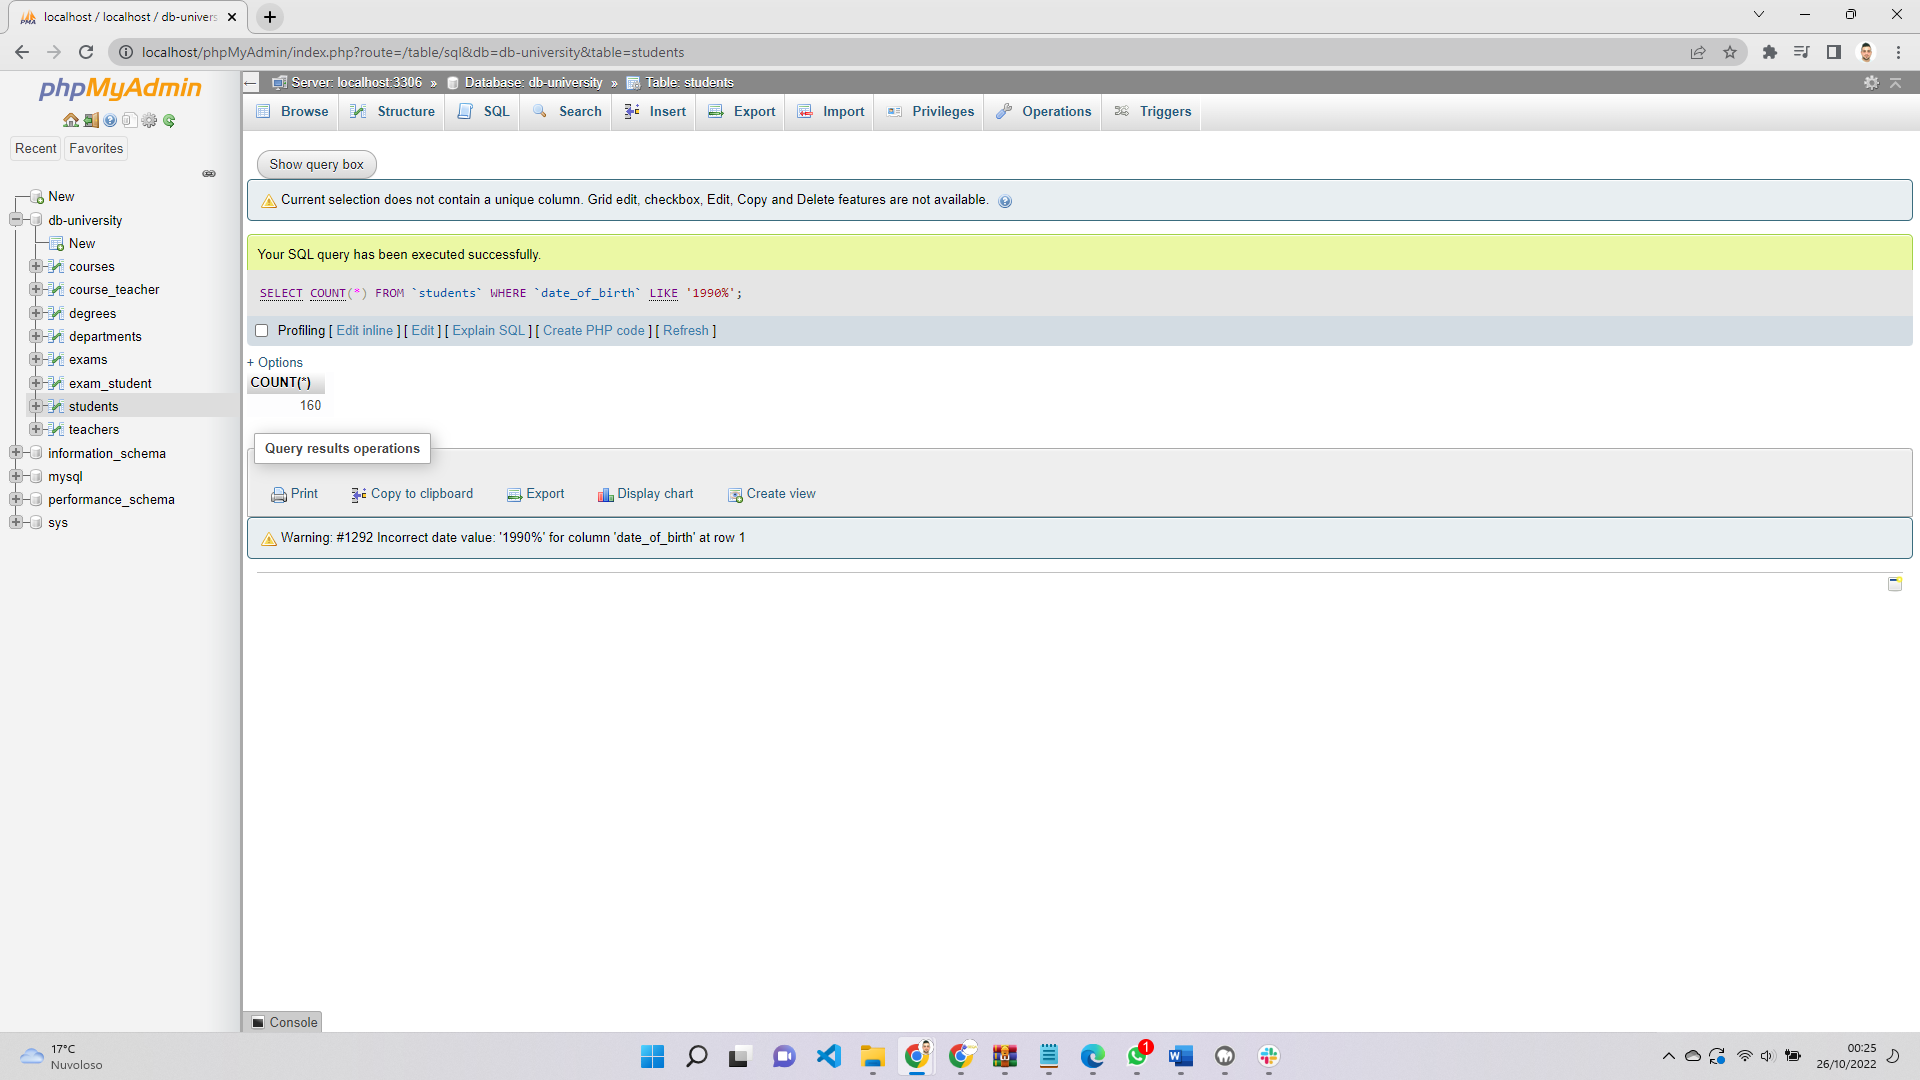 localhost / localhost / db-univers
localhost/phpMyAdmin/index.php?route=/table/sql&db=db-university&table=students
phpMyAdmin
Recent
Favorites
New
db-university
New
courses
course_teacher
degrees
departments
exams
exam_student
students
teachers
information_schema
mysql
performance_schema
sys
Server: localhost:3306 » Database: db-university » Table: students
Browse Structure SQL Search Insert Export Import Privileges Operations Triggers
Show query box
Current selection does not contain a unique column. Grid edit, checkbox, Edit, Copy and Delete features are not available.
Your SQL query has been executed successfully.
SELECT COUNT(*) FROM `students` WHERE `date_of_birth` LIKE '1990%';
Profiling [ Edit inline ] [ Edit ] [ Explain SQL ] [ Create PHP code ] [ Refresh ]
+ Options
COUNT(*)
160
Query results operations
Print Copy to clipboard Export Display chart Create view
Warning: #1292 Incorrect date value: '1990%' for column 'date_of_birth' at row 1
Console
17°C
Nuvoloso
1
00:25
26/10/2022